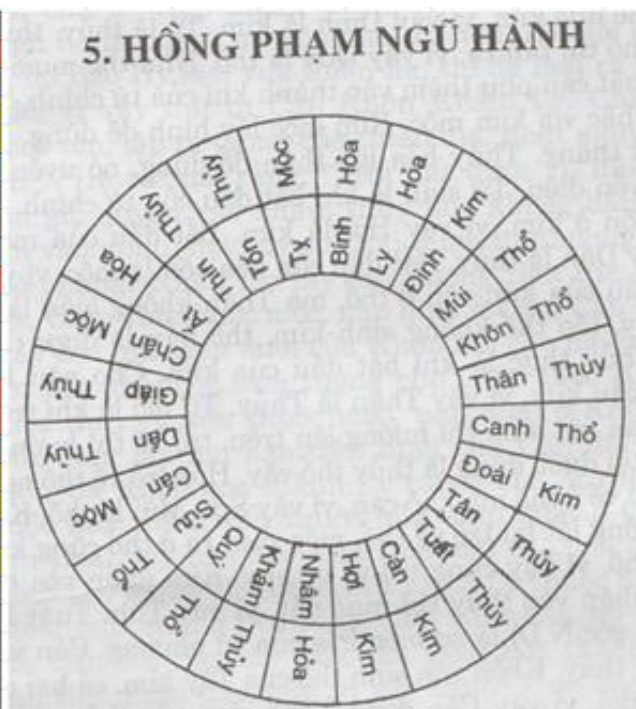 5. HỒNG PHẠM NGŨ HÀNH
Hỏa
Hỏa
Kim
Thổ
Thổ
Thủy
Thổ
Kim
Thủy
Thủy
Kim
Kim
Hỏa
Thủy
Thổ
Thổ
Mộc
Thủy
Thủy
Mộc
Hỏa
Thủy
Thủy
Mộc
Bính
Ly
Đinh
Mùi
Khôn
Thân
Canh
Đoài
Tân
Tuất
Càn
Hợi
Nhâm
Khảm
Quý
Sửu
Cấn
Dần
Giáp
Chấn
Ất
Thìn
Tốn
Tỵ